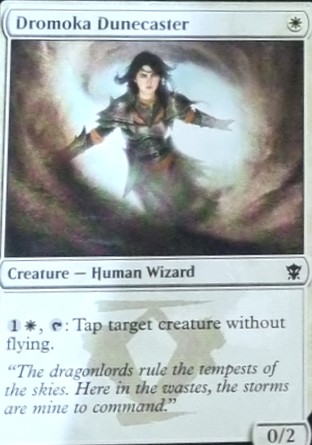 Dromoka Dunecaster
Creature — Human Wizard
1 , : Tap target creature without
flying.
"The dragonlords rule the tempests of
the skies. Here in the wastes, the storms
are mine to command."
0/2